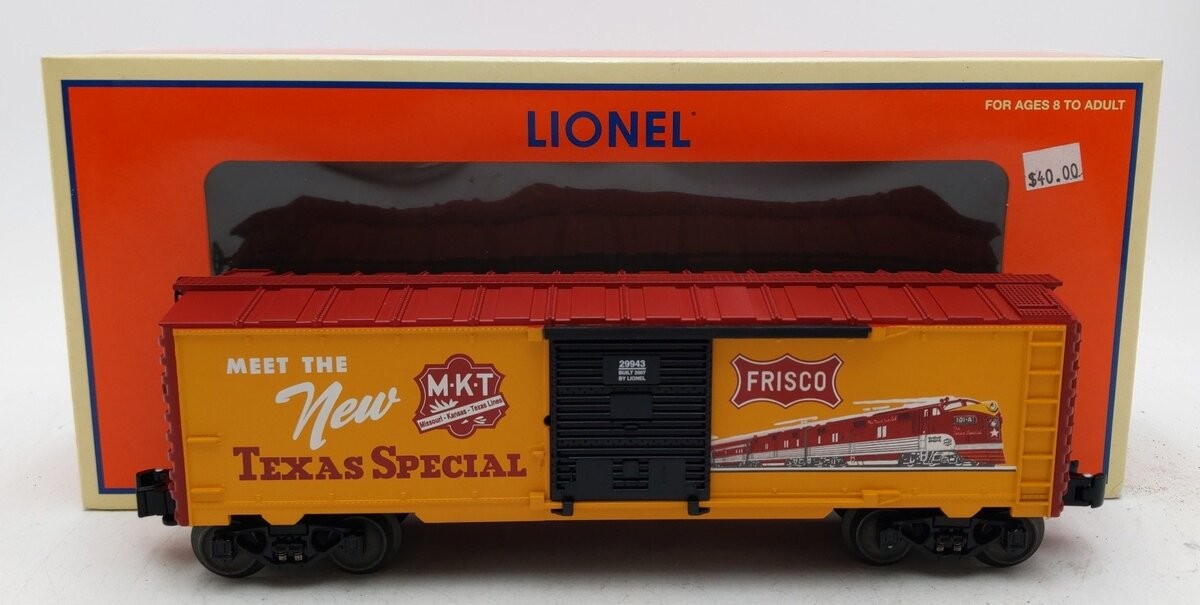 LIONEL
FOR AGES 8 TO ADULT
$40.00
MEET THE
New
TEXAS SPECIAL
M·K·T
Missouri - Kansas - Texas Lines
29943
BUILT 2007
BY LIONEL
FRISCO
101-A